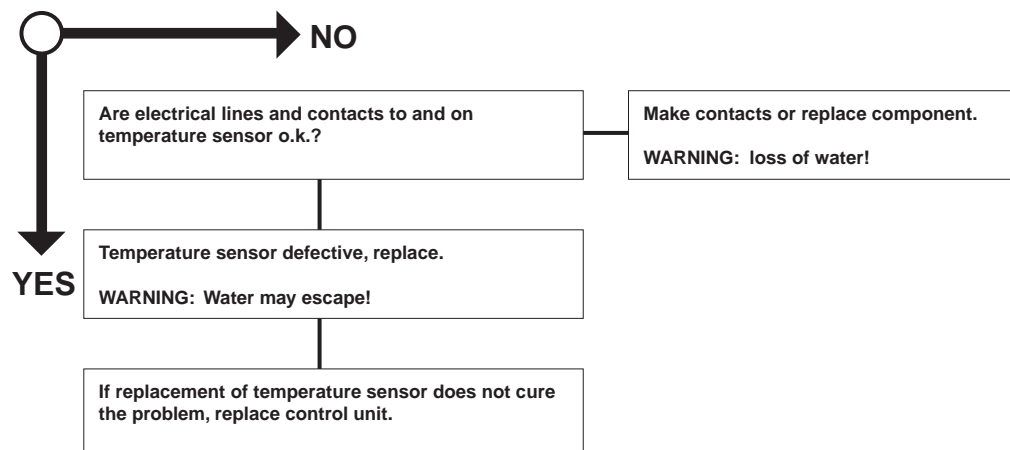 NO
Are electrical lines and contacts to and on
temperature sensor o.k.?
Make contacts or replace component.
WARNING: loss of water!
YES
Temperature sensor defective, replace.
WARNING: Water may escape!
If replacement of temperature sensor does not cure
the problem, replace control unit.